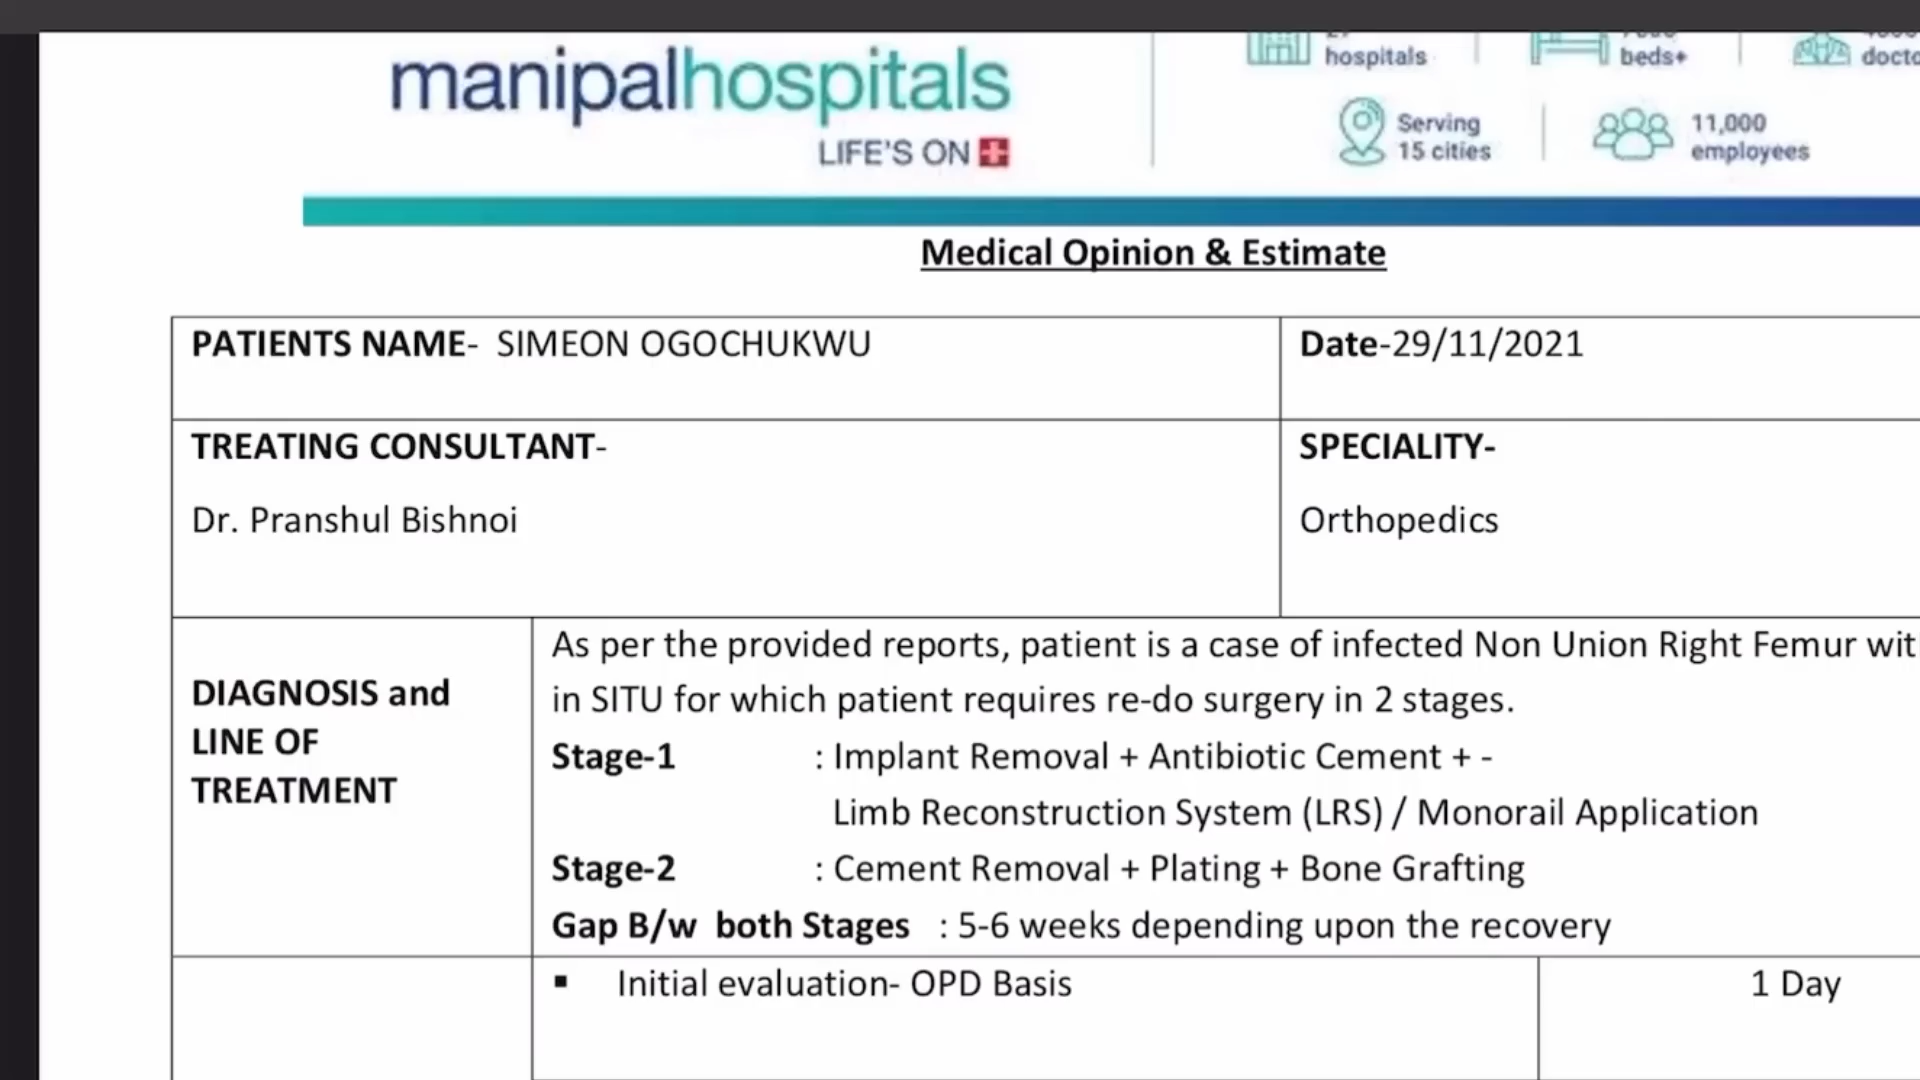 manipalhospitals
LIFE'S ON
hospitals
beds+
Serving
15 cities
11,000
employees
Medical Opinion & Estimate
PATIENTS NAME- SIMEON OGOCHUKWU
Date-29/11/2021
TREATING CONSULTANT-
SPECIALITY-
Dr. Pranshul Bishnoi
Orthopedics
DIAGNOSIS and
LINE OF
TREATMENT
As per the provided reports, patient is a case of infected Non Union Right Femur
in SITU for which patient requires re-do surgery in 2 stages.
Stage-1 : Implant Removal + Antibiotic Cement + -
Limb Reconstruction System (LRS) / Monorail Application
Stage-2 : Cement Removal + Plating + Bone Grafting
Gap B/w both Stages : 5-6 weeks depending upon the recovery
▪ Initial evaluation- OPD Basis
1 Day